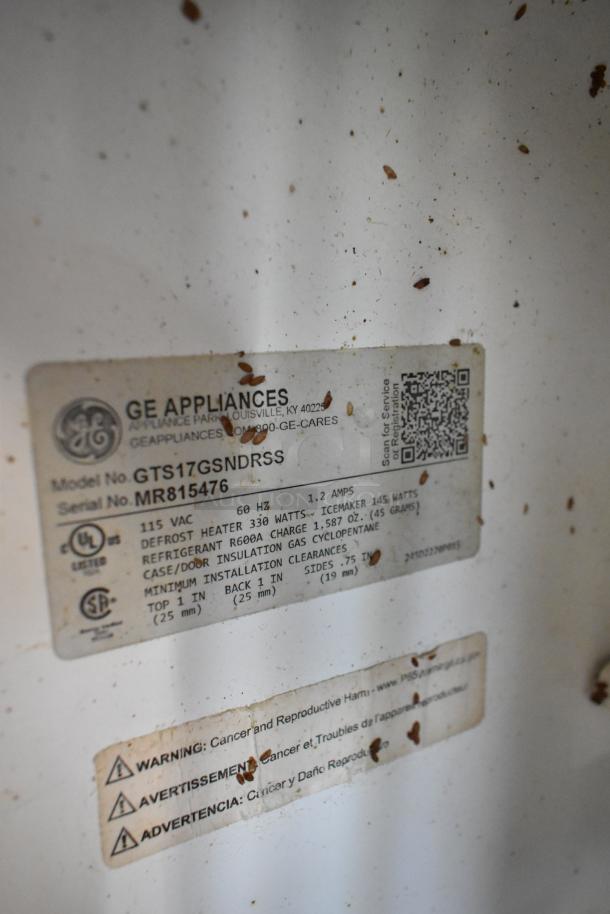 GE APPLIANCES
APPLIANCE PARK, LOUISVILLE, KY 40225
GEAPPLIANCES.COM 800-GE-CARES
Scan for Service
or Registration
Model No. GTS17GSNDRSS
Serial No. MR815476
115 VAC 60 HZ 1.2 AMPS
DEFROST HEATER 330 WATTS ICEMAKER 145 WATTS
REFRIGERANT R600A CHARGE 1,587 OZ. (45 GRAMS)
CASE/DOOR INSULATION GAS CYCLOPENTANE
MINIMUM INSTALLATION CLEARANCES
TOP 1 IN BACK 1 IN SIDES .75 IN
(25 mm) (25 mm) (19 mm)
C UL US
LISTED
WARNING: Cancer and Reproductive Harm -
AVERTISSEMENT: Cancer et Troubles de l'appareil reproducteur
ADVERTENCIA: Cáncer y Daño Reproductivo